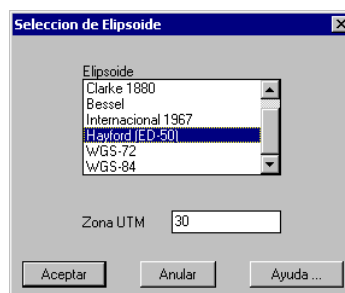 Seleccion de Elipsoide
Elipsoide
Clarke 1880
Bessel
Internacional 1967
Hayford (ED-50)
WGS-72
WGS-84
Zona UTM 30
Aceptar Anular Ayuda ...